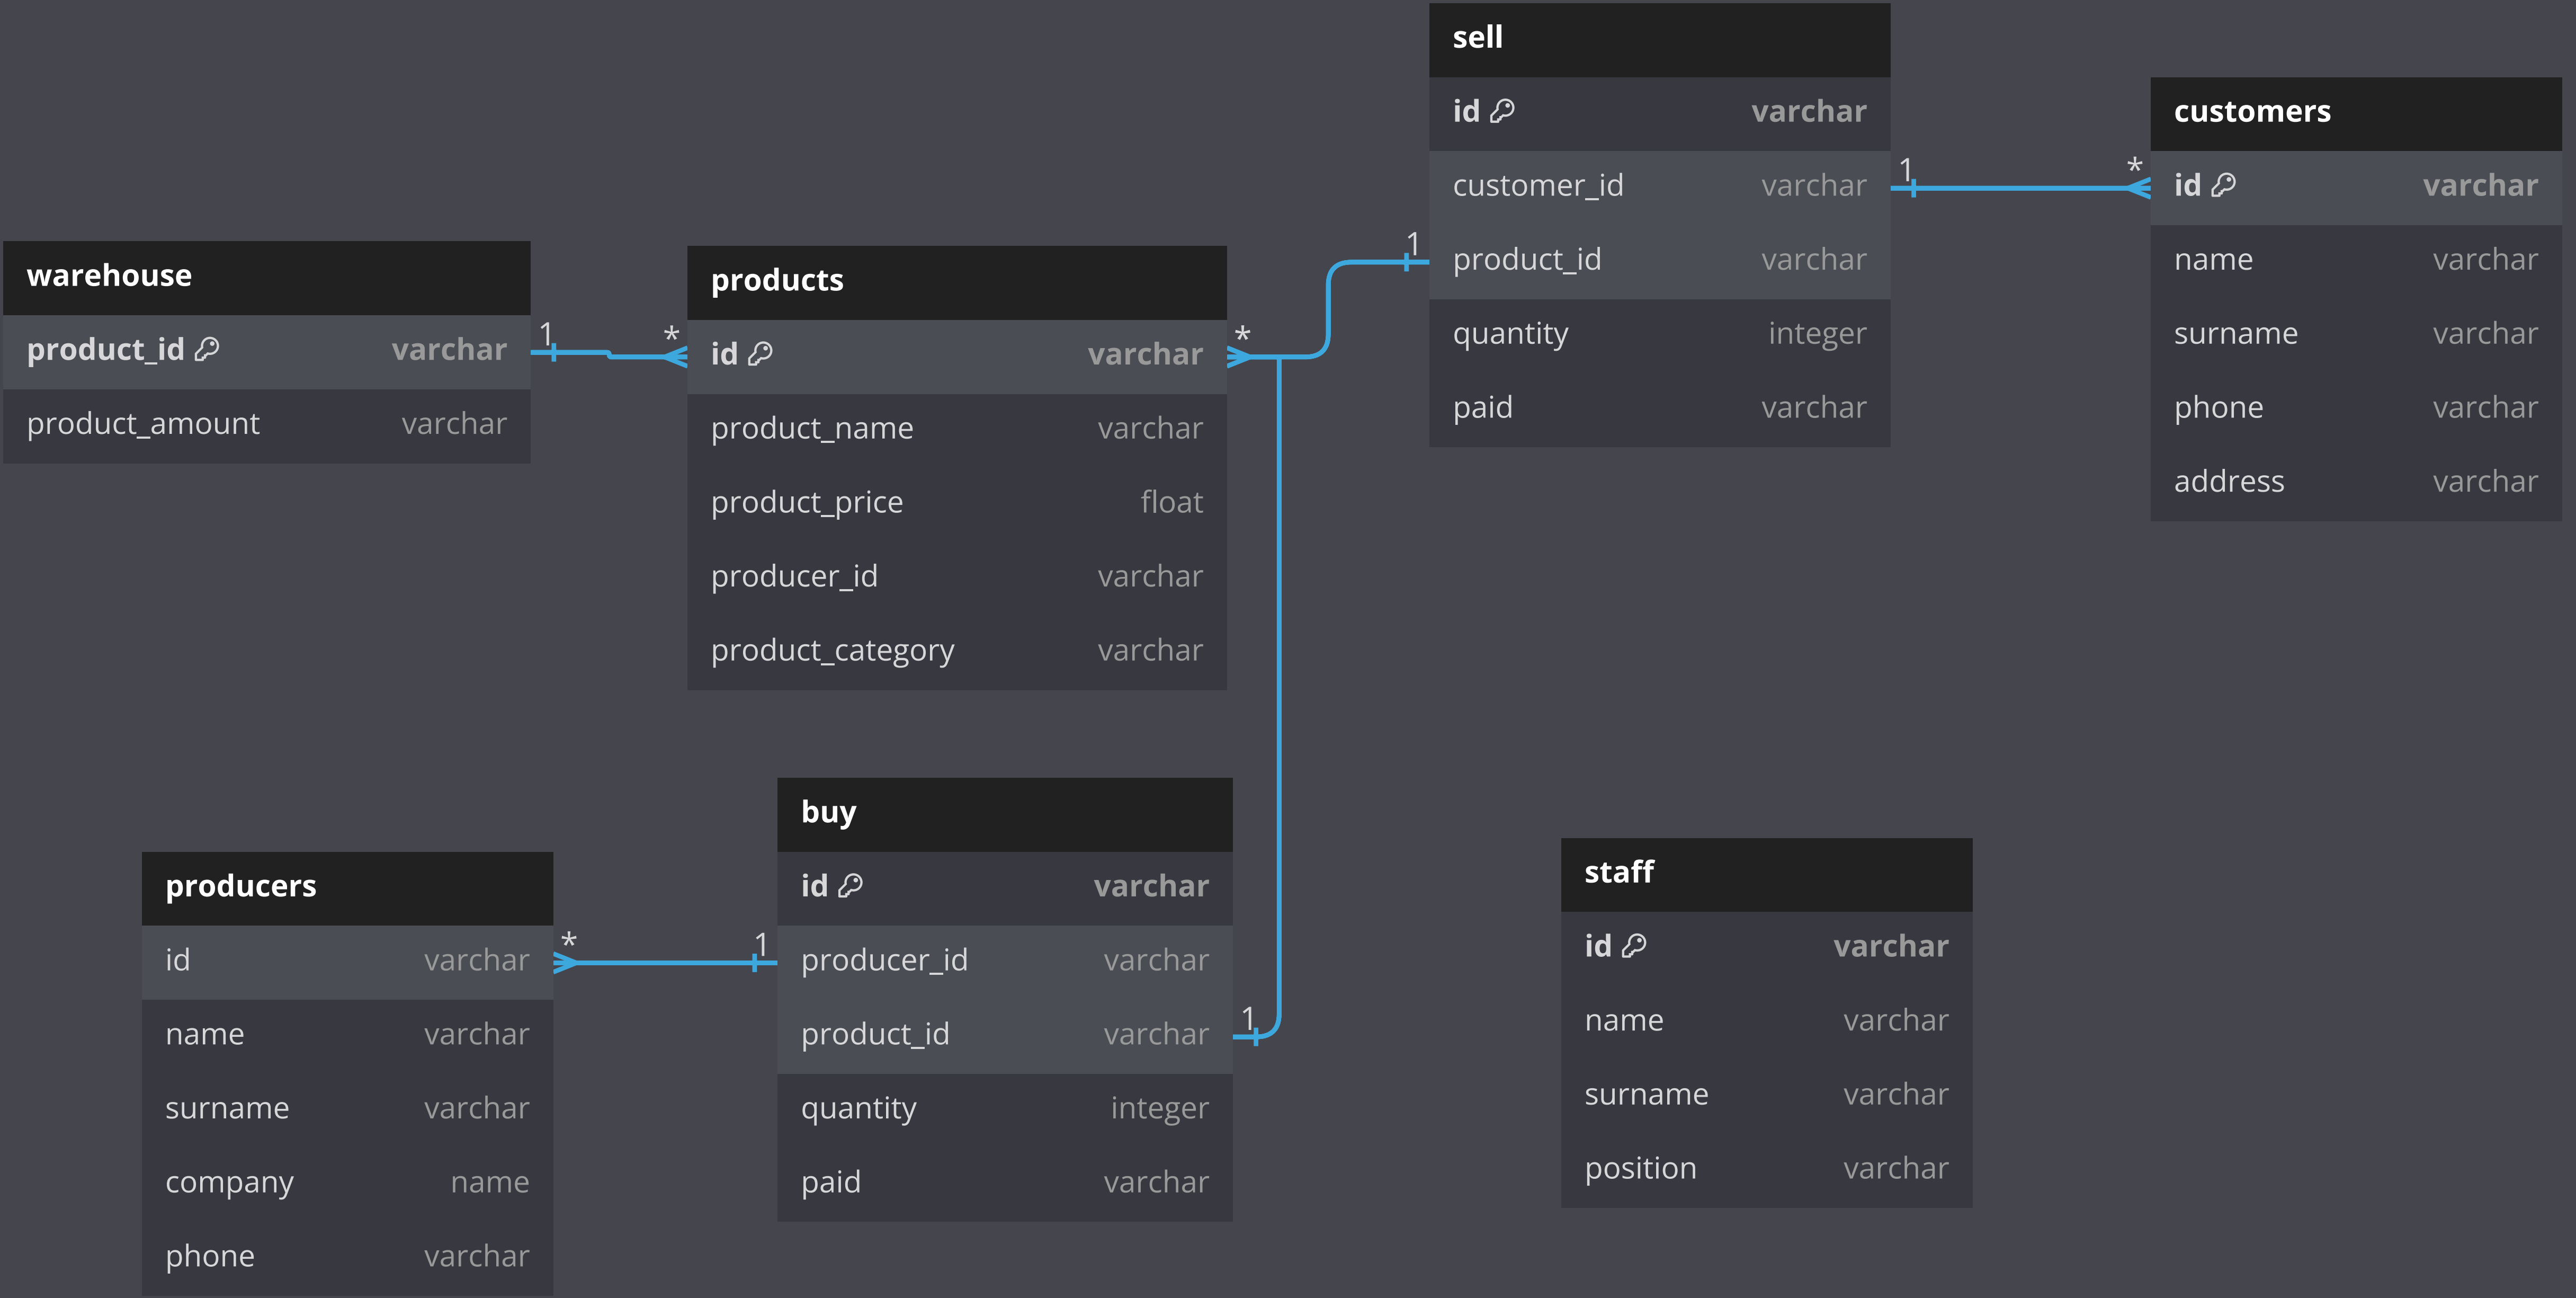 sell
id varchar
customer_id varchar
product_id varchar
quantity integer
paid varchar
1
1
*
customers
id varchar
name varchar
surname varchar
phone varchar
address varchar
warehouse
product_id varchar
product_amount varchar
1
*
products
id varchar
product_name varchar
product_price float
producer_id varchar
product_category varchar
*
producers
id varchar
name varchar
surname varchar
company name
phone varchar
*
1
buy
id varchar
producer_id varchar
product_id varchar
quantity integer
paid varchar
1
staff
id varchar
name varchar
surname varchar
position varchar